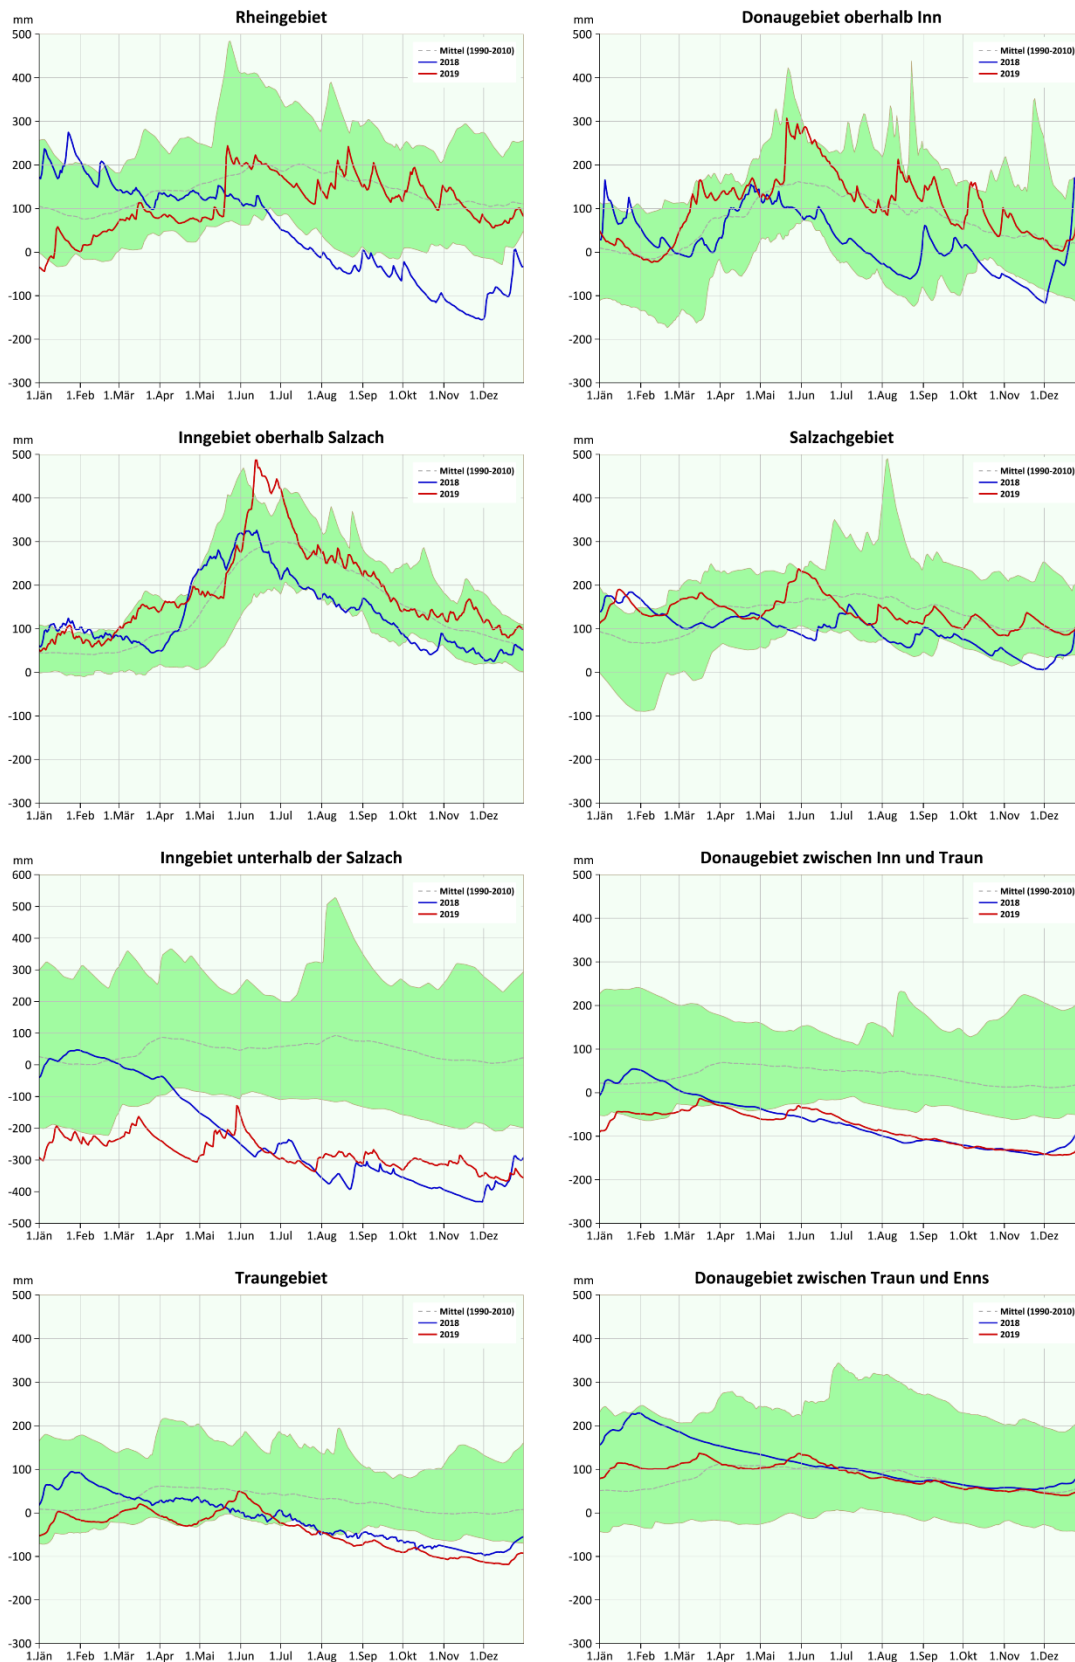 Rheingebiet
mm
Mittel (1990-2010)
2018
2019
500
400
300
200
100
0
-100
-200
-300
1.Jän 1.Feb 1.Mär 1.Apr 1.Mai 1.Jun 1.Jul 1.Aug 1.Sep 1.Okt 1.Nov 1.Dez
Donaugebiet oberhalb Inn
mm
Mittel (1990-2010)
2018
2019
500
400
300
200
100
0
-100
-200
-300
1.Jän 1.Feb 1.Mär 1.Apr 1.Mai 1.Jun 1.Jul 1.Aug 1.Sep 1.Okt 1.Nov 1.Dez
Inngebiet oberhalb Salzach
mm
Mittel (1990-2010)
2018
2019
500
400
300
200
100
0
-100
-200
-300
1.Jän 1.Feb 1.Mär 1.Apr 1.Mai 1.Jun 1.Jul 1.Aug 1.Sep 1.Okt 1.Nov 1.Dez
Salzachgebiet
mm
Mittel (1990-2010)
2018
2019
500
400
300
200
100
0
-100
-200
-300
1.Jän 1.Feb 1.Mär 1.Apr 1.Mai 1.Jun 1.Jul 1.Aug 1.Sep 1.Okt 1.Nov 1.Dez
Inngebiet unterhalb der Salzach
mm
Mittel (1990-2010)
2018
2019
600
500
400
300
200
100
0
-100
-200
-300
-400
-500
1.Jän 1.Feb 1.Mär 1.Apr 1.Mai 1.Jun 1.Jul 1.Aug 1.Sep 1.Okt 1.Nov 1.Dez
Donaugebiet zwischen Inn und Traun
mm
Mittel (1990-2010)
2018
2019
500
400
300
200
100
0
-100
-200
-300
1.Jän 1.Feb 1.Mär 1.Apr 1.Mai 1.Jun 1.Jul 1.Aug 1.Sep 1.Okt 1.Nov 1.Dez
Traungebiet
mm
Mittel (1990-2010)
2018
2019
500
400
300
200
100
0
-100
-200
-300
1.Jän 1.Feb 1.Mär 1.Apr 1.Mai 1.Jun 1.Jul 1.Aug 1.Sep 1.Okt 1.Nov 1.Dez
Donaugebiet zwischen Traun und Enns
mm
Mittel (1990-2010)
2018
2019
500
400
300
200
100
0
-100
-200
-300
1.Jän 1.Feb 1.Mär 1.Apr 1.Mai 1.Jun 1.Jul 1.Aug 1.Sep 1.Okt 1.Nov 1.Dez